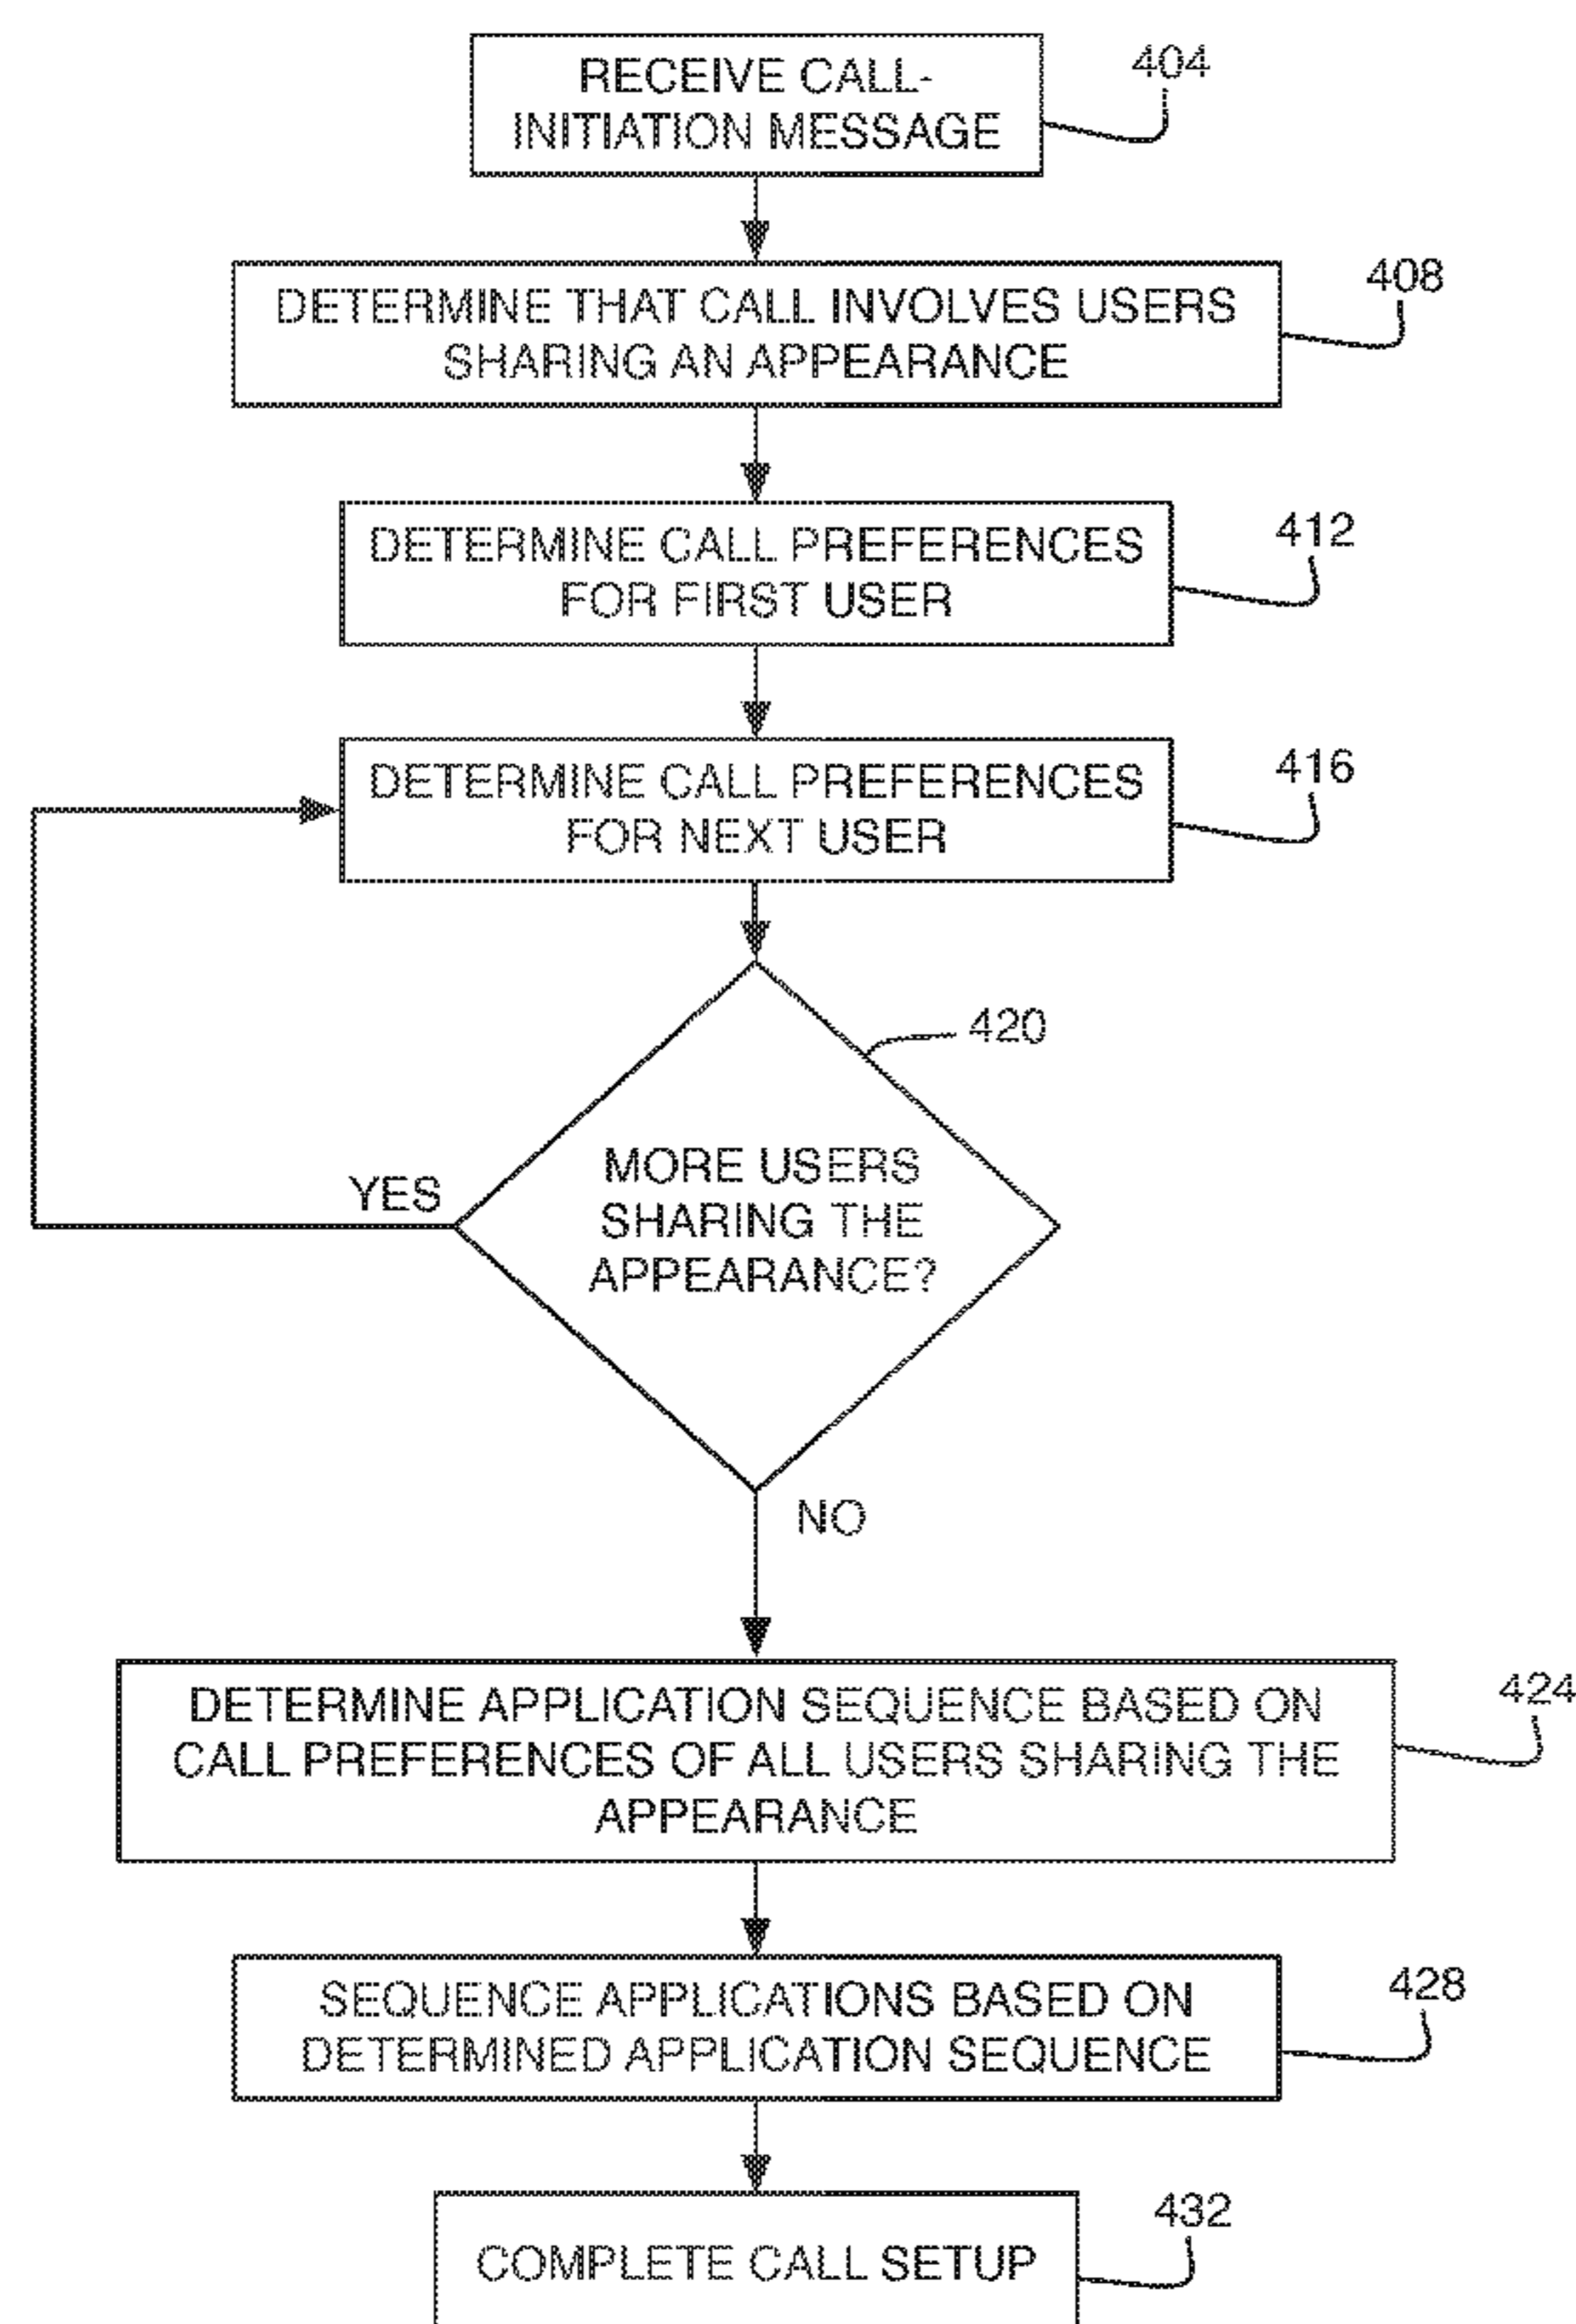 RECEIVE CALL-
INITIATION MESSAGE
404
DETERMINE THAT CALL INVOLVES USERS
SHARING AN APPEARANCE
408
DETERMINE CALL PREFERENCES
FOR FIRST USER
412
DETERMINE CALL PREFERENCES
FOR NEXT USER
416
420
MORE USERS
SHARING THE
APPEARANCE?
YES
NO
DETERMINE APPLICATION SEQUENCE BASED ON
CALL PREFERENCES OF ALL USERS SHARING THE
APPEARANCE
424
SEQUENCE APPLICATIONS BASED ON
DETERMINED APPLICATION SEQUENCE
428
COMPLETE CALL SETUP
432